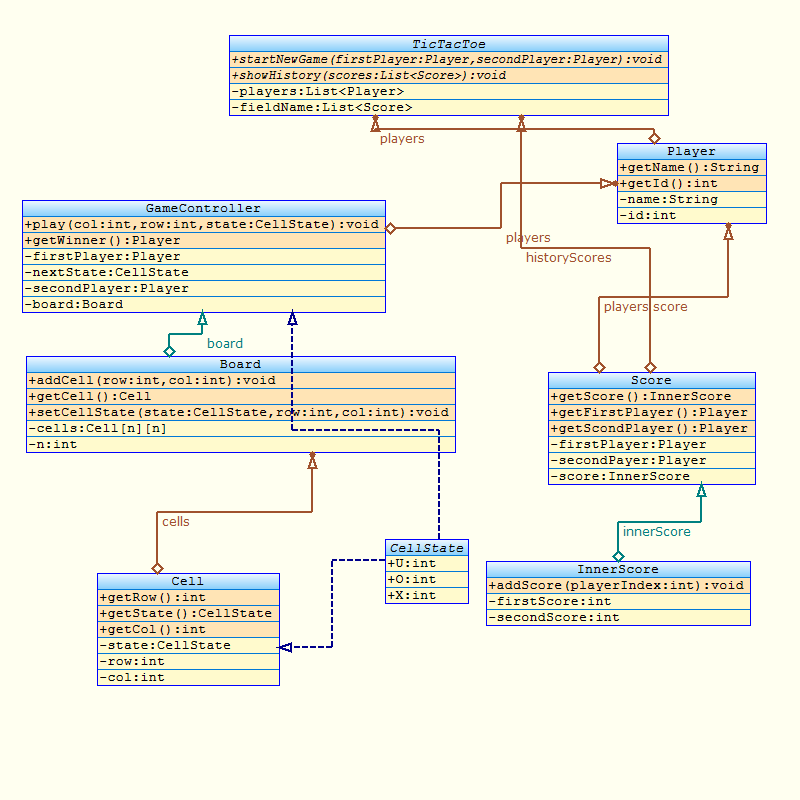 TicTacToe
+startNewGame(firstPlayer:Player,secondPlayer:Player):void
+showHistory(scores:List<Score>):void
-players:List<Player>
-fieldName:List<Score>
players
Player
+getName():String
+getId():int
-name:String
-id:int
GameController
+play(col:int,row:int,state:CellState):void
+getWinner():Player
-firstPlayer:Player
-nextState:CellState
-secondPlayer:Player
-board:Board
players
historyScores
players score
board
Board
+addCell(row:int,col:int):void
+getCell():Cell
+setCellState(state:CellState,row:int,col:int):void
-cells:Cell[n][n]
-n:int
Score
+getScore():InnerScore
+getFirstPlayer():Player
+getScondPlayer():Player
-firstPlayer:Player
-secondPayer:Player
-score:InnerScore
cells
innerScore
CellState
+U:int
+O:int
+X:int
InnerScore
+addScore(playerIndex:int):void
-firstScore:int
-secondScore:int
Cell
+getRow():int
+getState():CellState
+getCol():int
-state:CellState
-row:int
-col:int